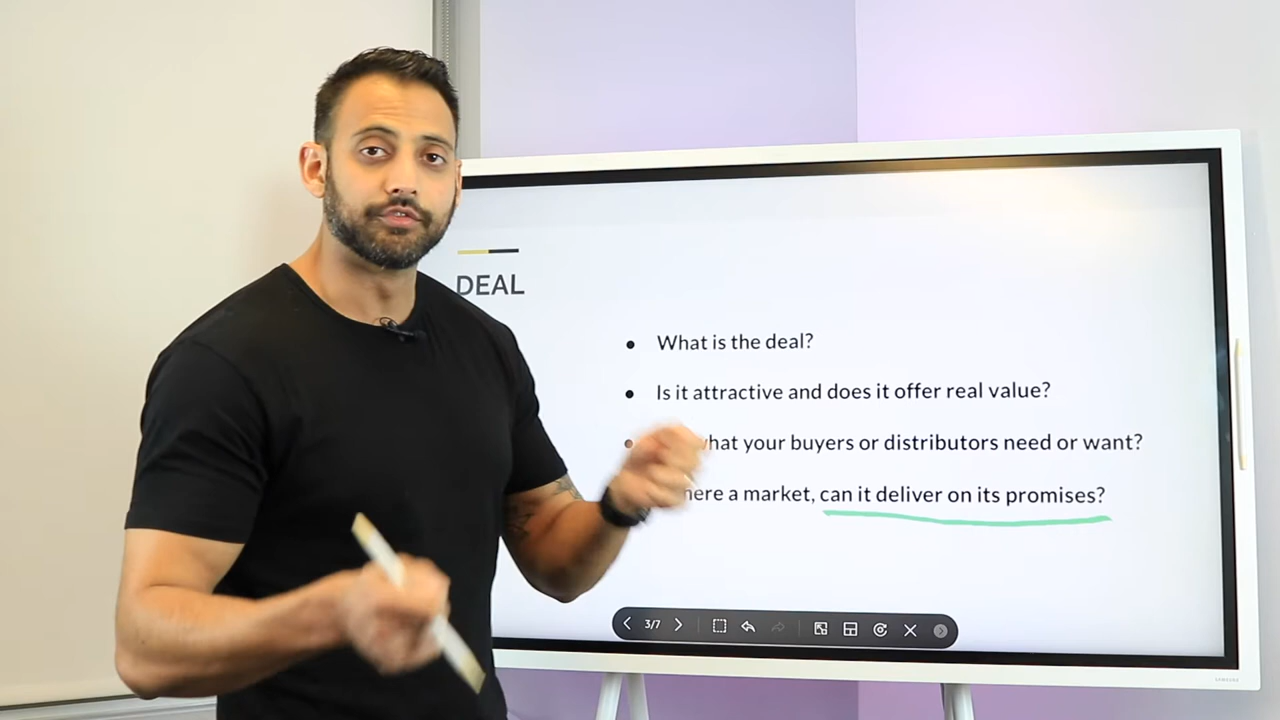 DEAL
What is the deal?
Is it attractive and does it offer real value?
what your buyers or distributors need or want?
a market, can it deliver on its promises?
3/7
SAMSUNG